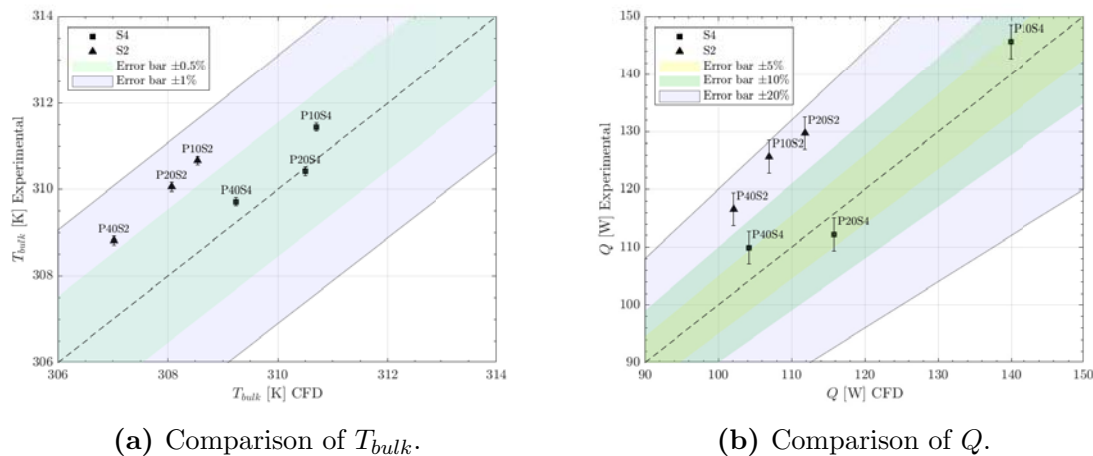 314
312
310
308
306
T_bulk [K] Experimental
S4
S2
Error bar ±0.5%
Error bar ±1%
P10S4
P10S2
P20S4
P20S2
P40S4
P40S2
306 308 310 312 314
T_bulk [K] CFD
(a) Comparison of T_bulk.
150
140
130
120
110
100
90
Q [W] Experimental
S4
S2
Error bar ±5%
Error bar ±10%
Error bar ±20%
P10S4
P20S2
P10S2
P40S2
P20S4
P40S4
90 100 110 120 130 140 150
Q [W] CFD
(b) Comparison of Q.